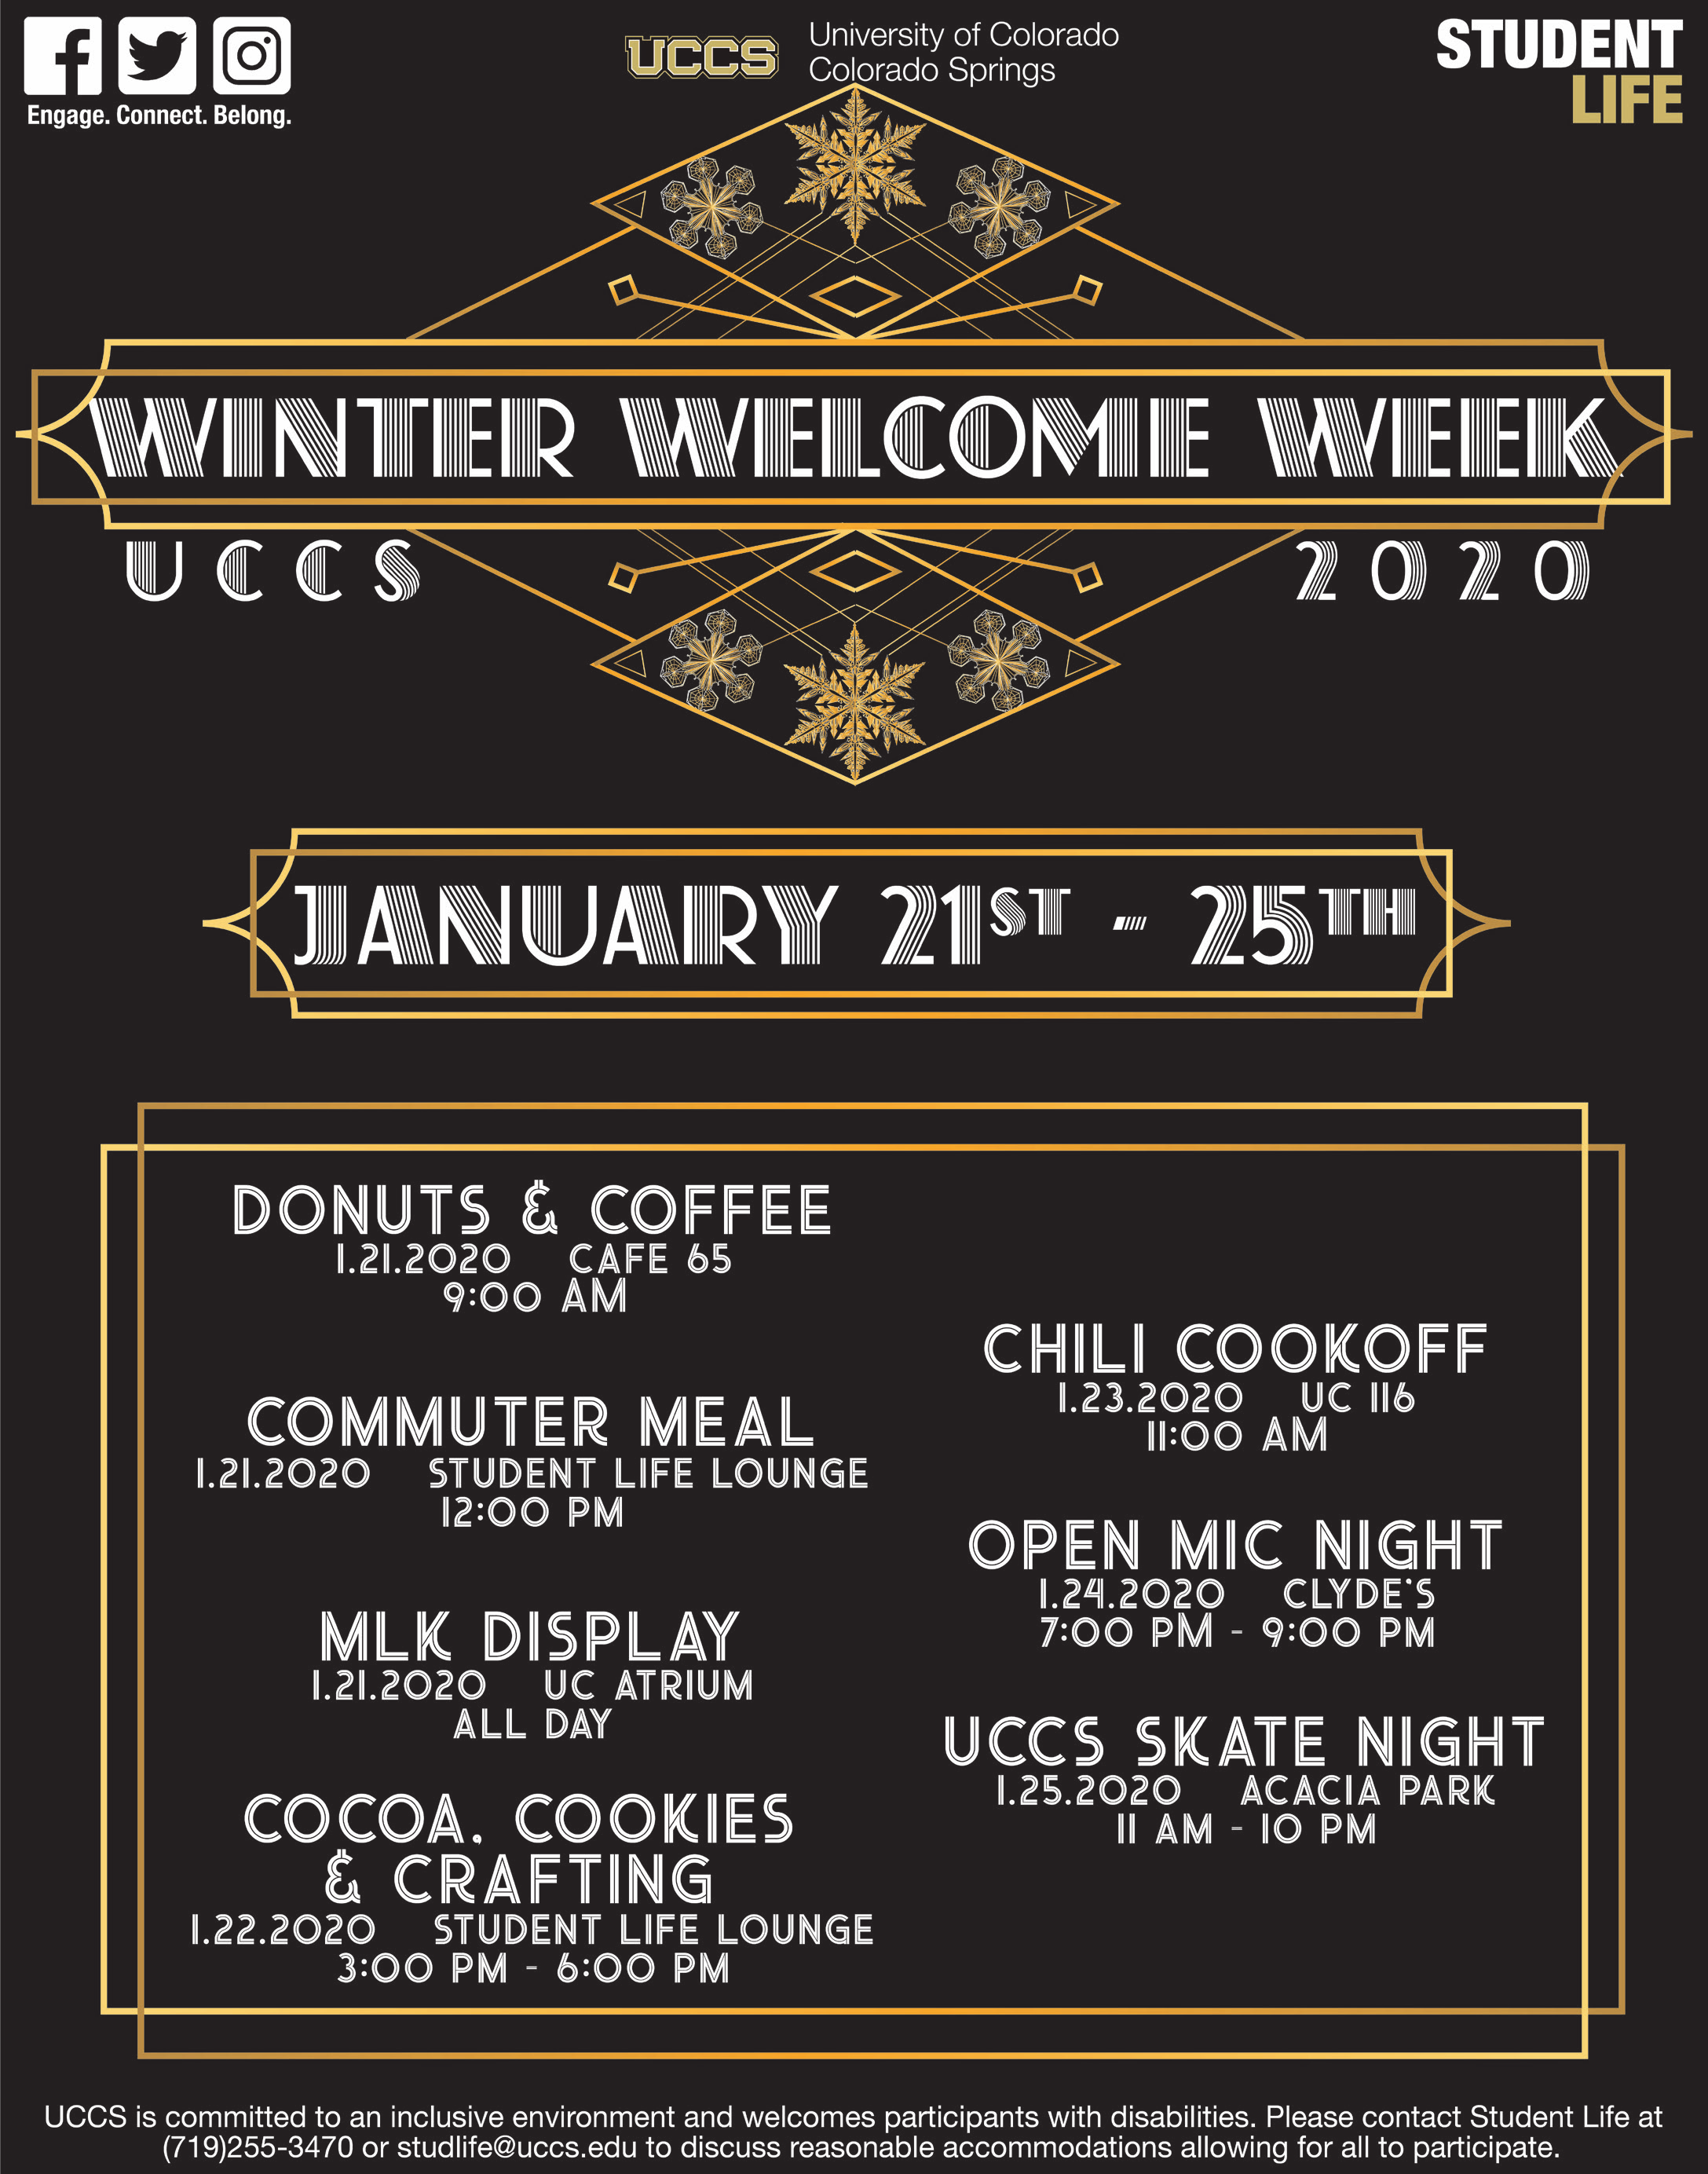 Engage. Connect. Belong.
UCCS
University of Colorado
Colorado Springs
STUDENT
LIFE
WINTER WELCOME WEEK
UCCS
2020
JANUARY 21ST - 25TH
DONUTS & COFFEE
1.21.2020 CAFE 65
9:00 AM
COMMUTER MEAL
1.21.2020 STUDENT LIFE LOUNGE
12:00 PM
MLK DISPLAY
1.21.2020 UC ATRIUM
ALL DAY
COCOA, COOKIES
& CRAFTING
1.22.2020 STUDENT LIFE LOUNGE
3:00 PM - 6:00 PM
CHILI COOKOFF
1.23.2020 UC 116
11:00 AM
OPEN MIC NIGHT
1.24.2020 CLYDE'S
7:00 PM - 9:00 PM
UCCS SKATE NIGHT
1.25.2020 ACACIA PARK
11 AM - 10 PM
UCCS is committed to an inclusive environment and welcomes participants with disabilities. Please contact Student Life at
(719)255-3470 or studlife@uccs.edu to discuss reasonable accommodations allowing for all to participate.